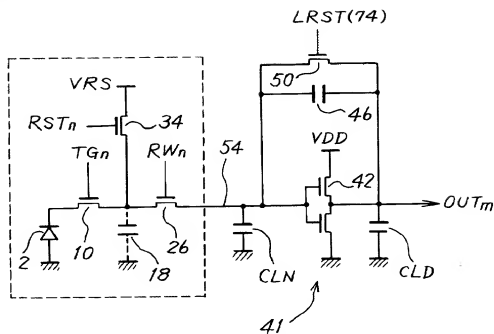 LRST(74)
50
VRS
46
RSTn
34
VDD
TGn
RWn
54
42
OUTm
2
10
18
26
CLN
CLD
41